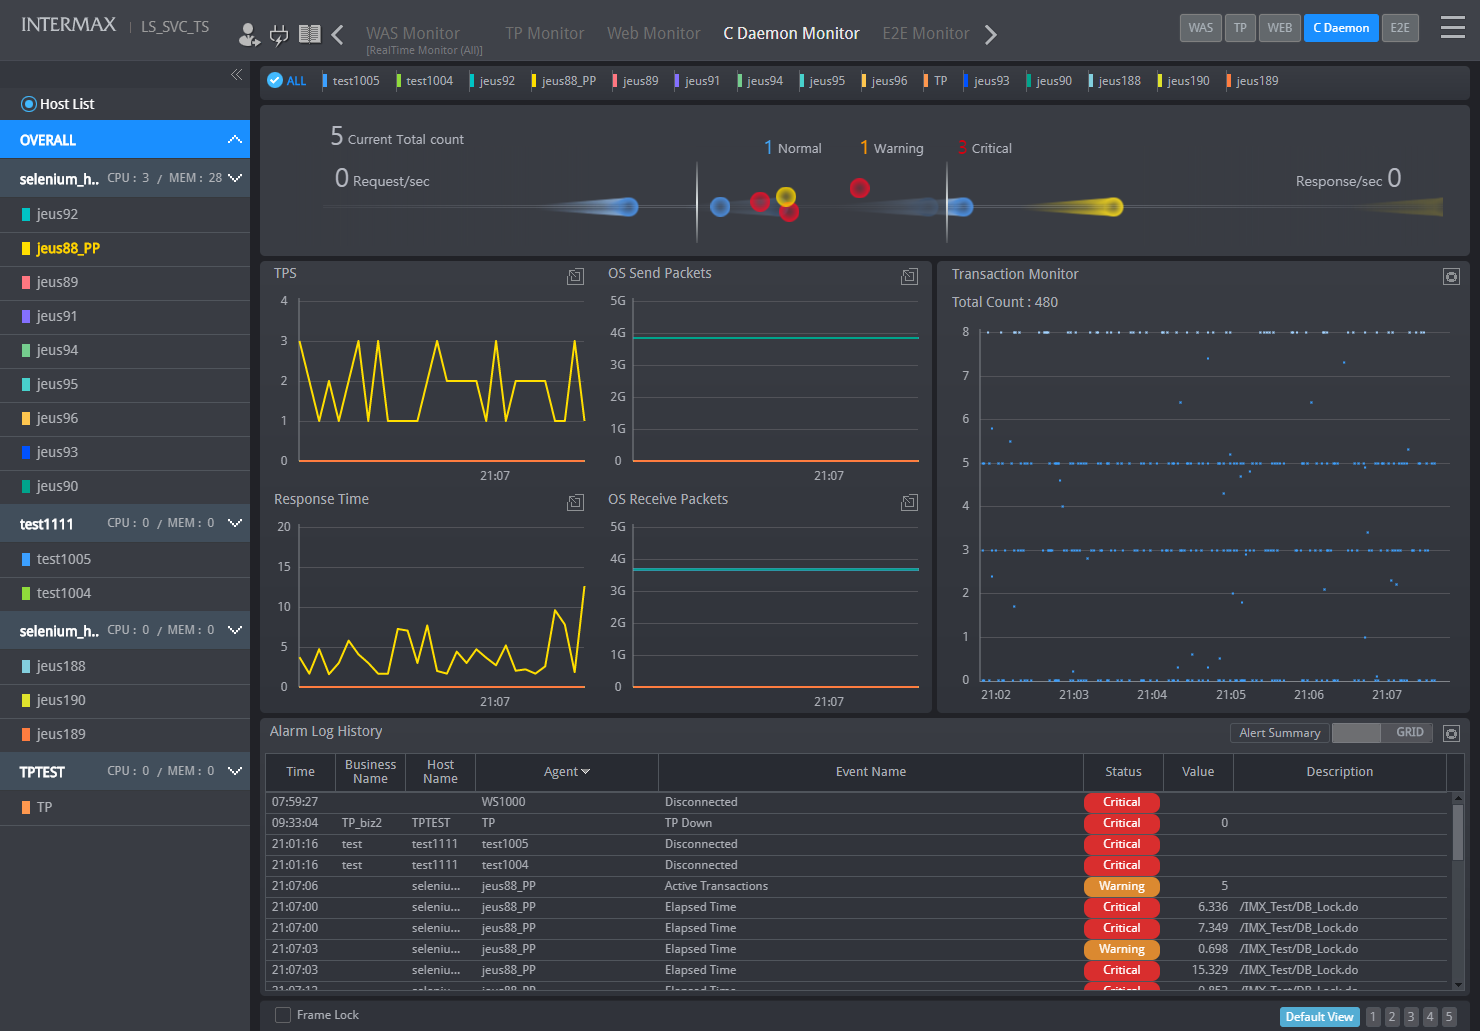 INTERMAX
LS_SVC_TS
WAS Monitor
[RealTime Monitor (All)]
TP Monitor
Web Monitor
C Daemon Monitor
E2E Monitor
WAS
TP
WEB
C Daemon
E2E
Host List
OVERALL
selenium_h.. CPU : 3 / MEM : 28
jeus92
jeus88_PP
jeus89
jeus91
jeus94
jeus95
jeus96
jeus93
jeus90
test1111 CPU : 0 / MEM : 0
test1005
test1004
selenium_h.. CPU : 0 / MEM : 0
jeus188
jeus190
jeus189
TPTEST CPU : 0 / MEM : 0
TP
ALL test1005 test1004 jeus92 jeus88_PP jeus89 jeus91 jeus94 jeus95 jeus96 TP jeus93 jeus90 jeus188 jeus190 jeus189
5 Current Total count
1 Normal 1 Warning 3 Critical
0 Request/sec
Response/sec 0
TPS
4
3
2
1
0
21:07
OS Send Packets
5G
4G
3G
2G
1G
0
21:07
Response Time
20
15
10
5
0
21:07
OS Receive Packets
5G
4G
3G
2G
1G
0
21:07
Transaction Monitor
Total Count : 480
8
7
6
5
4
3
2
1
0
21:02 21:03 21:04 21:05 21:06 21:07
Alarm Log History
Alert Summary
GRID
Time Business Name Host Name Agent Event Name Status Value Description
07:59:27 WS1000 Disconnected Critical
09:33:04 TP_biz2 TPTEST TP TP Down Critical 0
21:01:16 test test1111 test1005 Disconnected Critical
21:01:16 test test1111 test1004 Disconnected Critical
21:07:06 seleniu... jeus88_PP Active Transactions Warning 5
21:07:00 seleniu... jeus88_PP Elapsed Time Critical 6.336 /IMX_Test/DB_Lock.do
21:07:00 seleniu... jeus88_PP Elapsed Time Critical 7.349 /IMX_Test/DB_Lock.do
21:07:03 seleniu... jeus88_PP Elapsed Time Warning 0.698 /IMX_Test/DB_Lock.do
21:07:03 seleniu... jeus88_PP Elapsed Time Critical 15.329 /IMX_Test/DB_Lock.do
Frame Lock
Default View 1 2 3 4 5